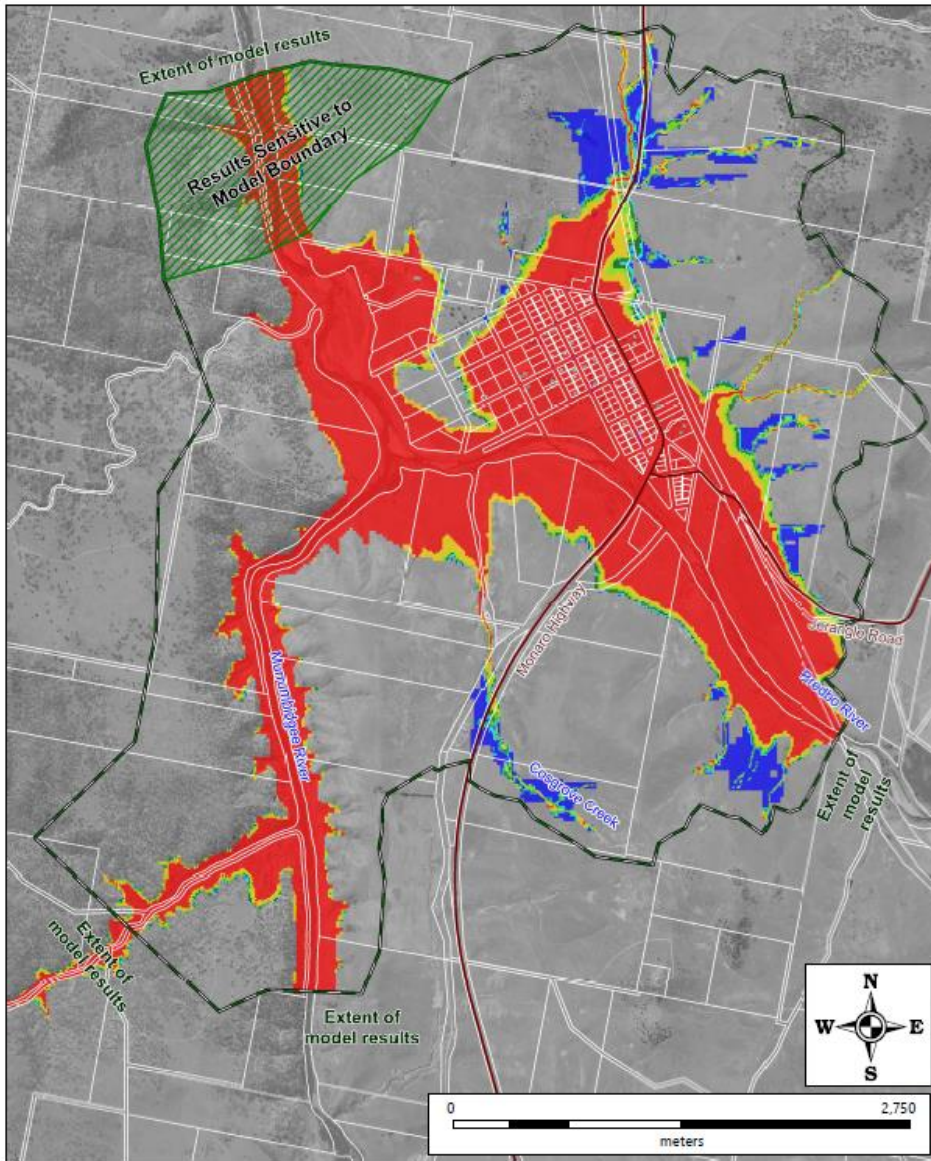 Extent of model results
Results Sensitive to
Model Boundary
Monaro Highway
Jerangle Road
Murrumbidgee River
Predbo River
Cosgrove Creek
Extent of
model
results
Extent of
model results
Extent of
model results
N
W
E
S
0
2,750
meters